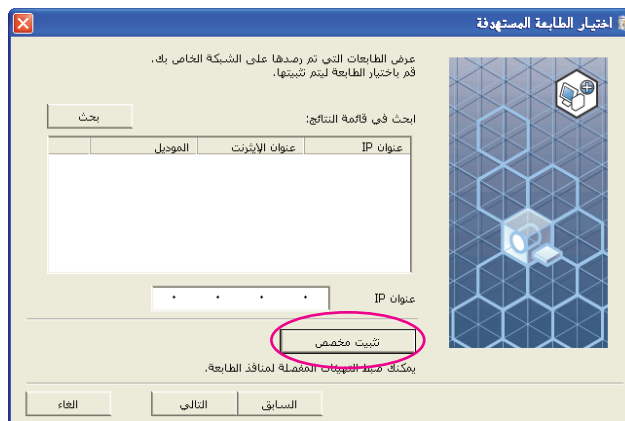 اختيار الطابعة المستهدفة
عرض الطابعات التي تم رصدها على الشبكة الخاص بك.
قم باختيار الطابعة ليتم تثبيتها.
ابحث في قائمة النتائج:
بحث
عنوان IP عنوان الإيثرنت الموديل
عنوان IP
تثبيت مخصص
يمكنك ضبط التهيئات المفصلة لمنافذ الطابعة.
السابق التالي الغاء